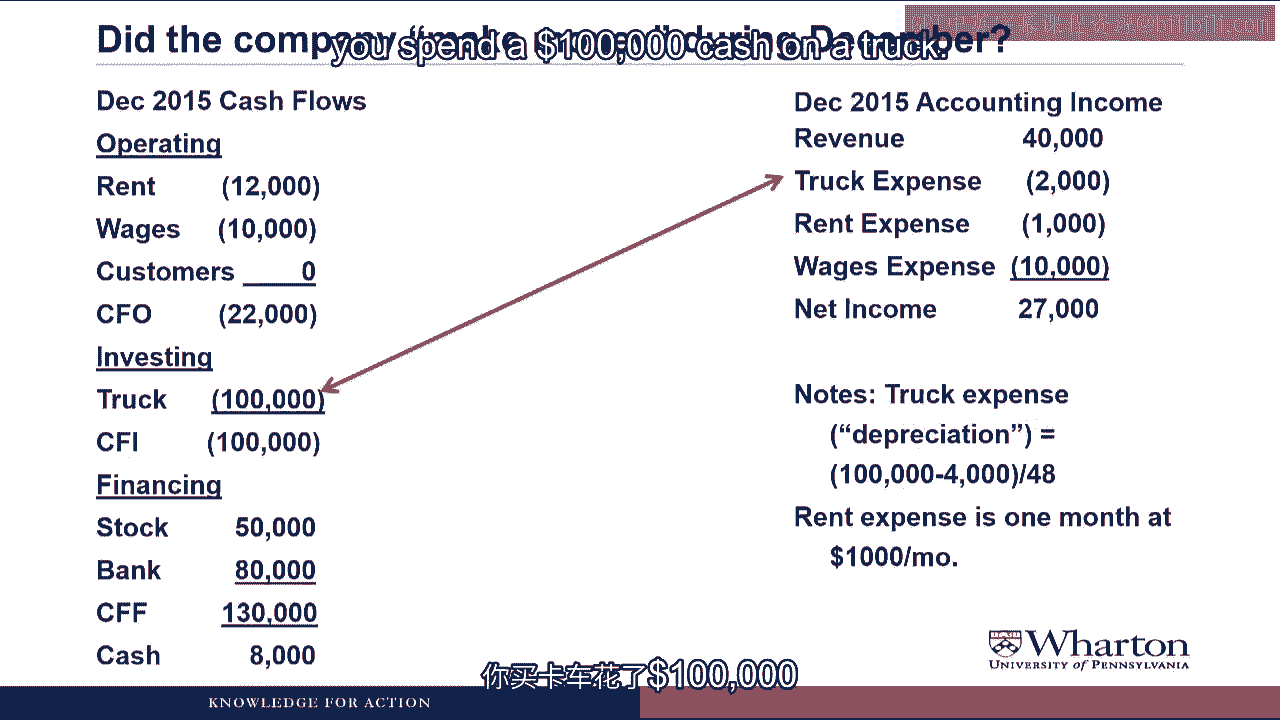 Did the company “make money” during December?
you spend a $100,000 cash on a truck.
Dec 2015 Cash Flows
Operating
Rent (12,000)
Wages (10,000)
Customers 0
CFO (22,000)
Investing
Truck (100,000)
CFI (100,000)
Financing
Stock 50,000
Bank 80,000
CFF 130,000
Cash 8,000
Dec 2015 Accounting Income
Revenue 40,000
Truck Expense (2,000)
Rent Expense (1,000)
Wages Expense (10,000)
Net Income 27,000
Notes: Truck expense
(“depreciation”) =
(100,000-4,000)/48
Rent expense is one month at
$1000/mo.
Wharton
UNIVERSITY of PENNSYLVANIA
你买卡车花了$100,000
KNOWLEDGE FOR ACTION